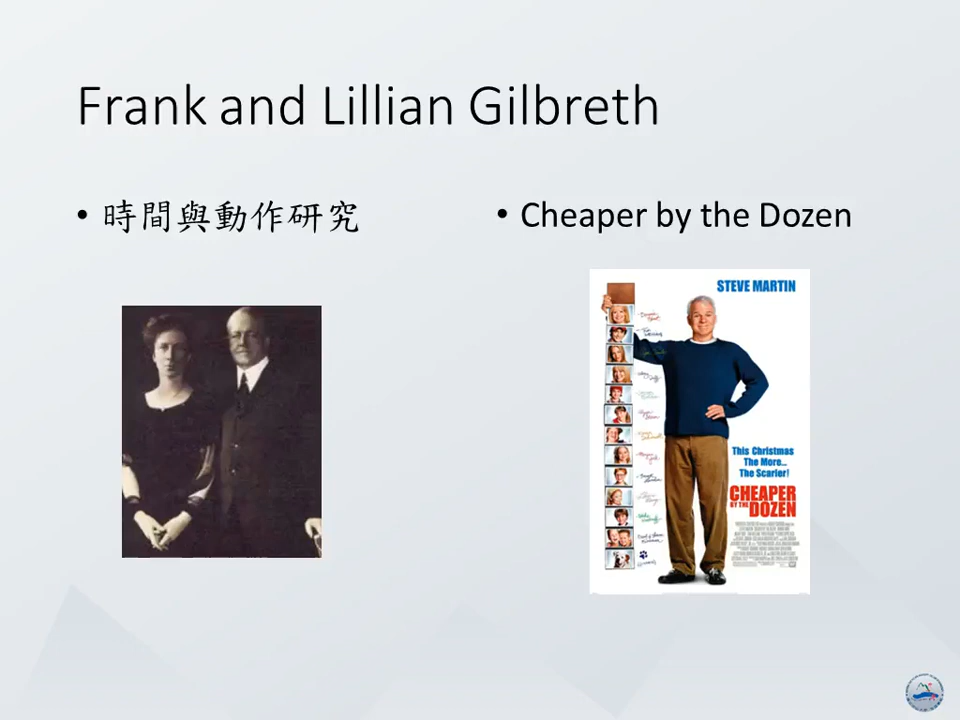 Frank and Lillian Gilbreth
• 時間與動作研究
• Cheaper by the Dozen
STEVE MARTIN
This Christmas
The More...
The Scarier!
CHEAPER
BY THE DOZEN